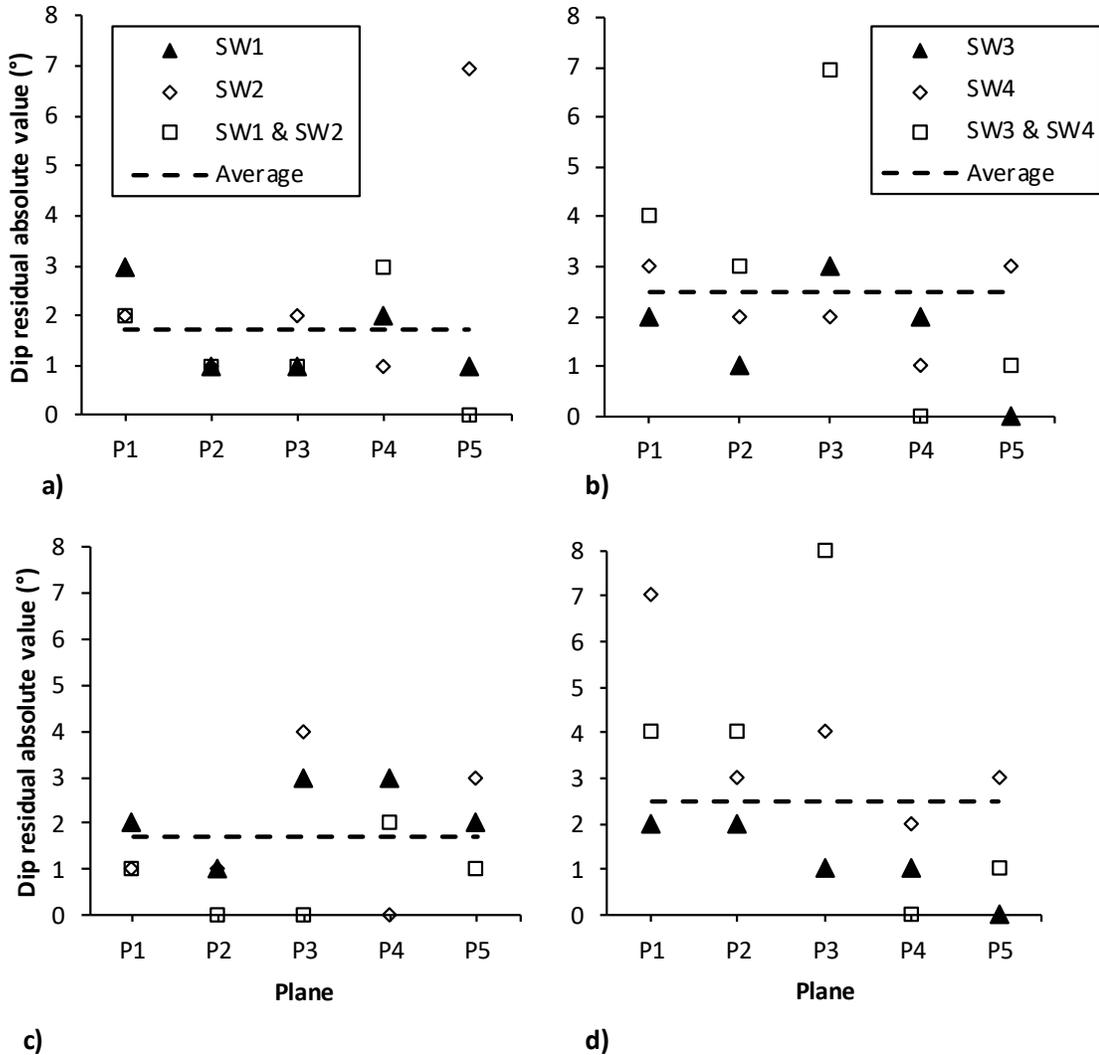 Dip residual absolute value (°)
8
7
6
5
4
3
2
1
0
SW1
SW2
SW1 & SW2
Average
P1 P2 P3 P4 P5
a)
8
7
6
5
4
3
2
1
0
SW3
SW4
SW3 & SW4
Average
P1 P2 P3 P4 P5
b)
Dip residual absolute value (°)
8
7
6
5
4
3
2
1
0
P1 P2 P3 P4 P5
Plane
c)
8
7
6
5
4
3
2
1
0
P1 P2 P3 P4 P5
Plane
d)